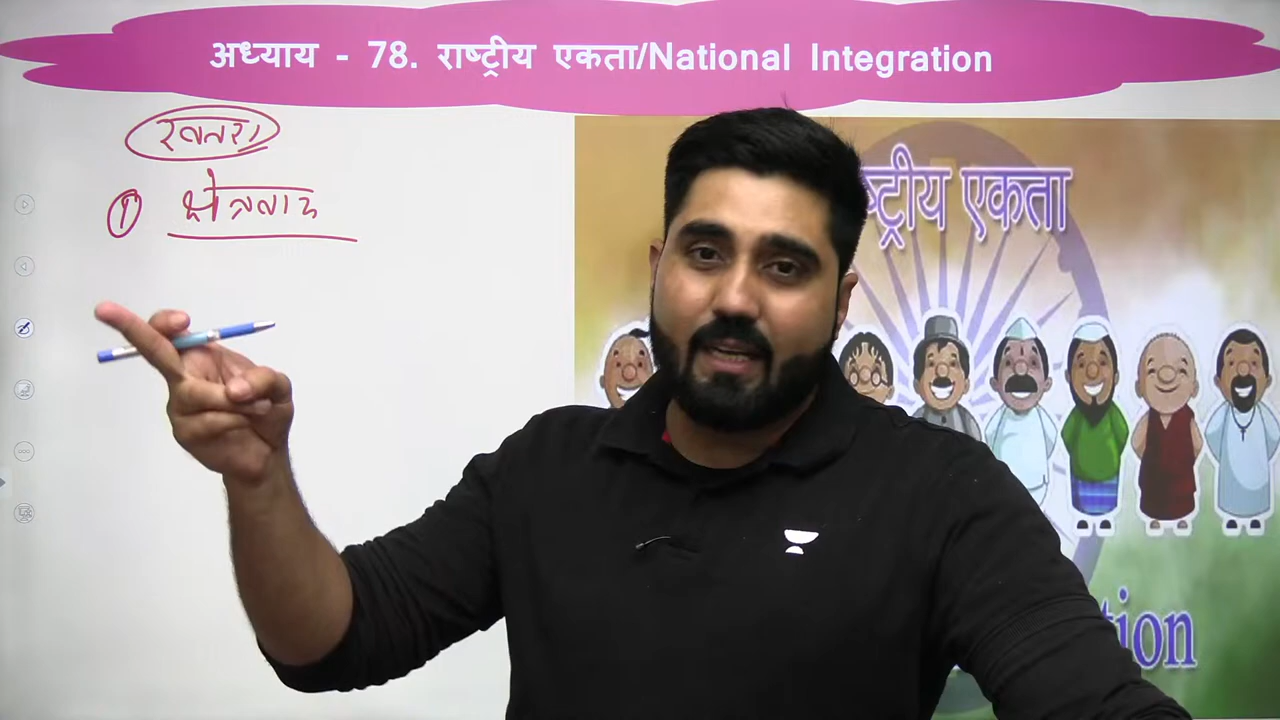 अध्याय - 78. राष्ट्रीय एकता/National Integration
खतरा
① क्षेत्रवाद
ष्ट्रीय एकता
tion